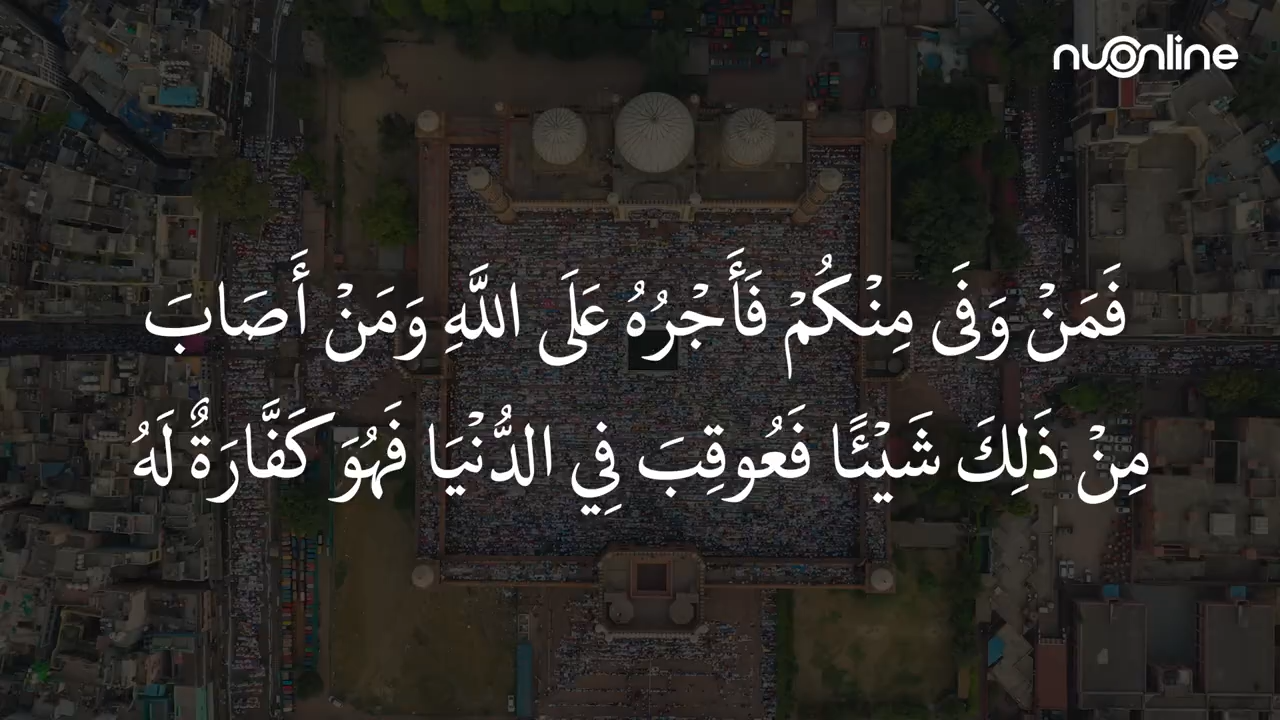 nuonline
فَمَنْ وَفَى مِنْكُمْ فَأَجْرُهُ عَلَى اللَّهِ وَمَنْ أَصَابَ
مِنْ ذَلِكَ شَيْئًا فَعُوقِبَ فِي الدُّنْيَا فَهُوَ كَفَّارَةٌ لَهُ